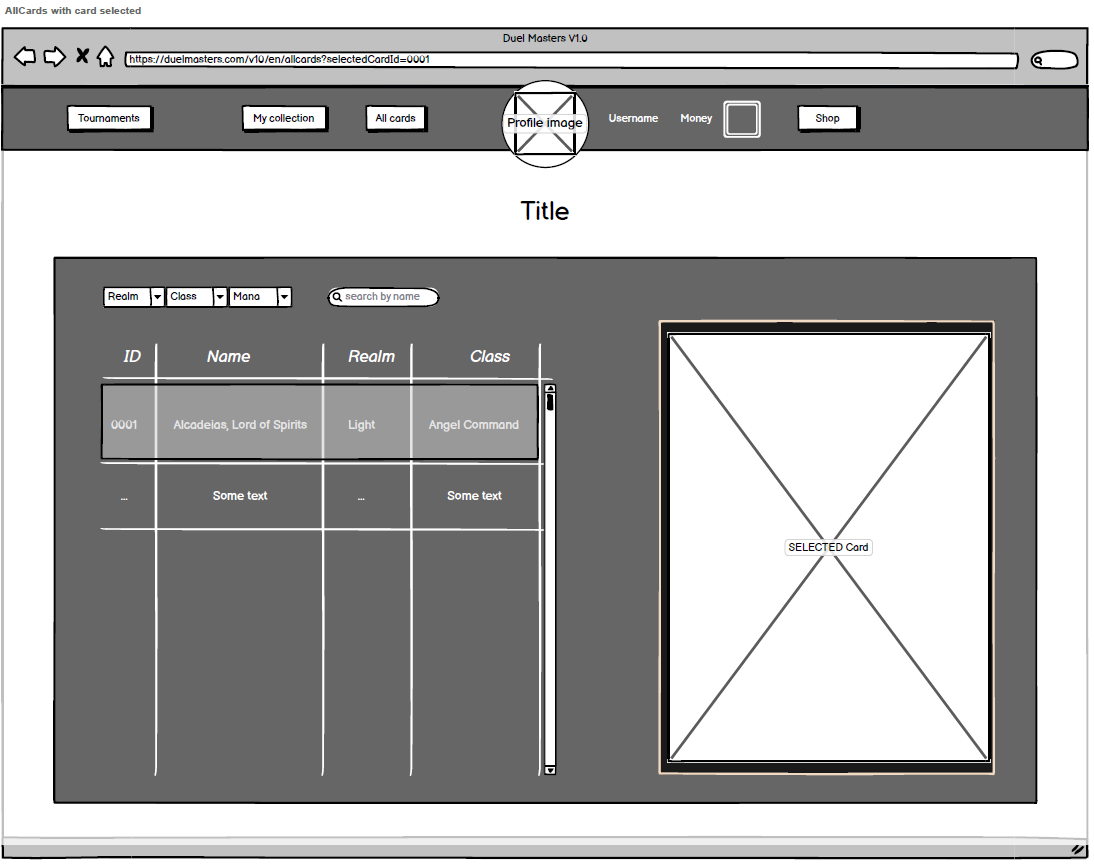 AllCards with card selected
Duel Masters V1.0
https://duelmasters.com/v10/en/allcards?selectedCardId=0001
Tournaments
My collection
All cards
Profile image
Username
Money
Shop
Title
Realm
Class
Mana
search by name
ID Name Realm Class
0001 Alcadeias, Lord of Spirits Light Angel Command
... Some text ... Some text
SELECTED Card